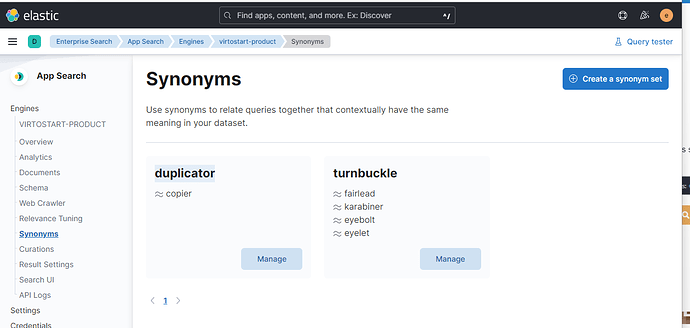 elastic
Find apps, content, and more. Ex: Discover
^/
e
D
Enterprise Search
App Search
Engines
virtostart-product
Synonyms
Query tester
App Search
Engines
VIRTOSTART-PRODUCT
Overview
Analytics
Documents
Schema
Web Crawler
Relevance Tuning
Synonyms
Curations
Result Settings
Search UI
API Logs
Settings
Credentials
Synonyms
Create a synonym set
Use synonyms to relate queries together that contextually have the same
meaning in your dataset.
duplicator
copier
Manage
turnbuckle
fairlead
karabiner
eyebolt
eyelet
Manage
1